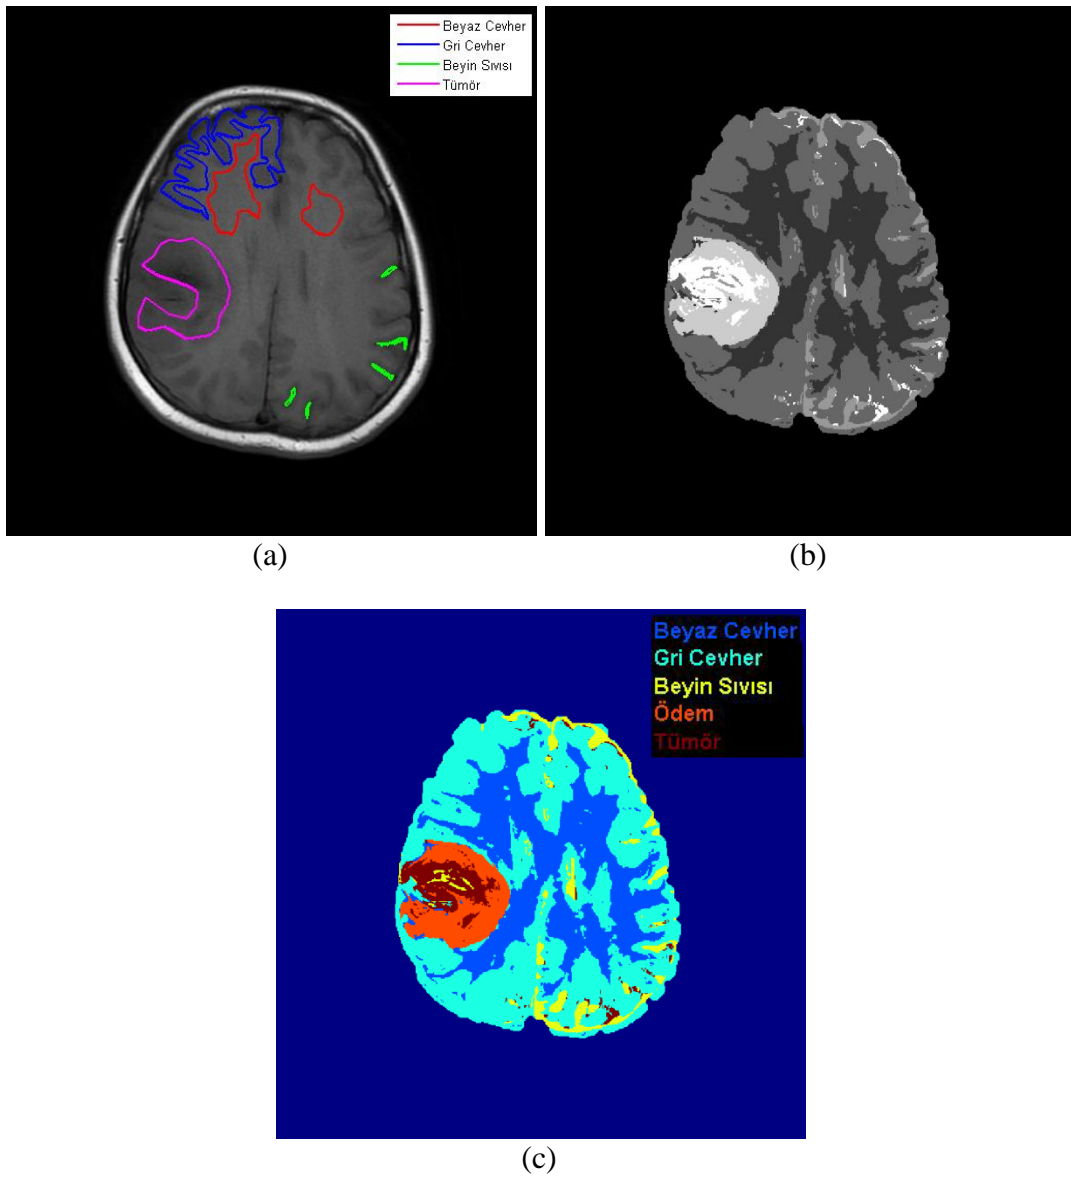 Beyaz Cevher
Gri Cevher
Beyin Sıvısı
Tümör
(a)
(b)
Beyaz Cevher
Gri Cevher
Beyin Sıvısı
Ödem
Tümör
(c)